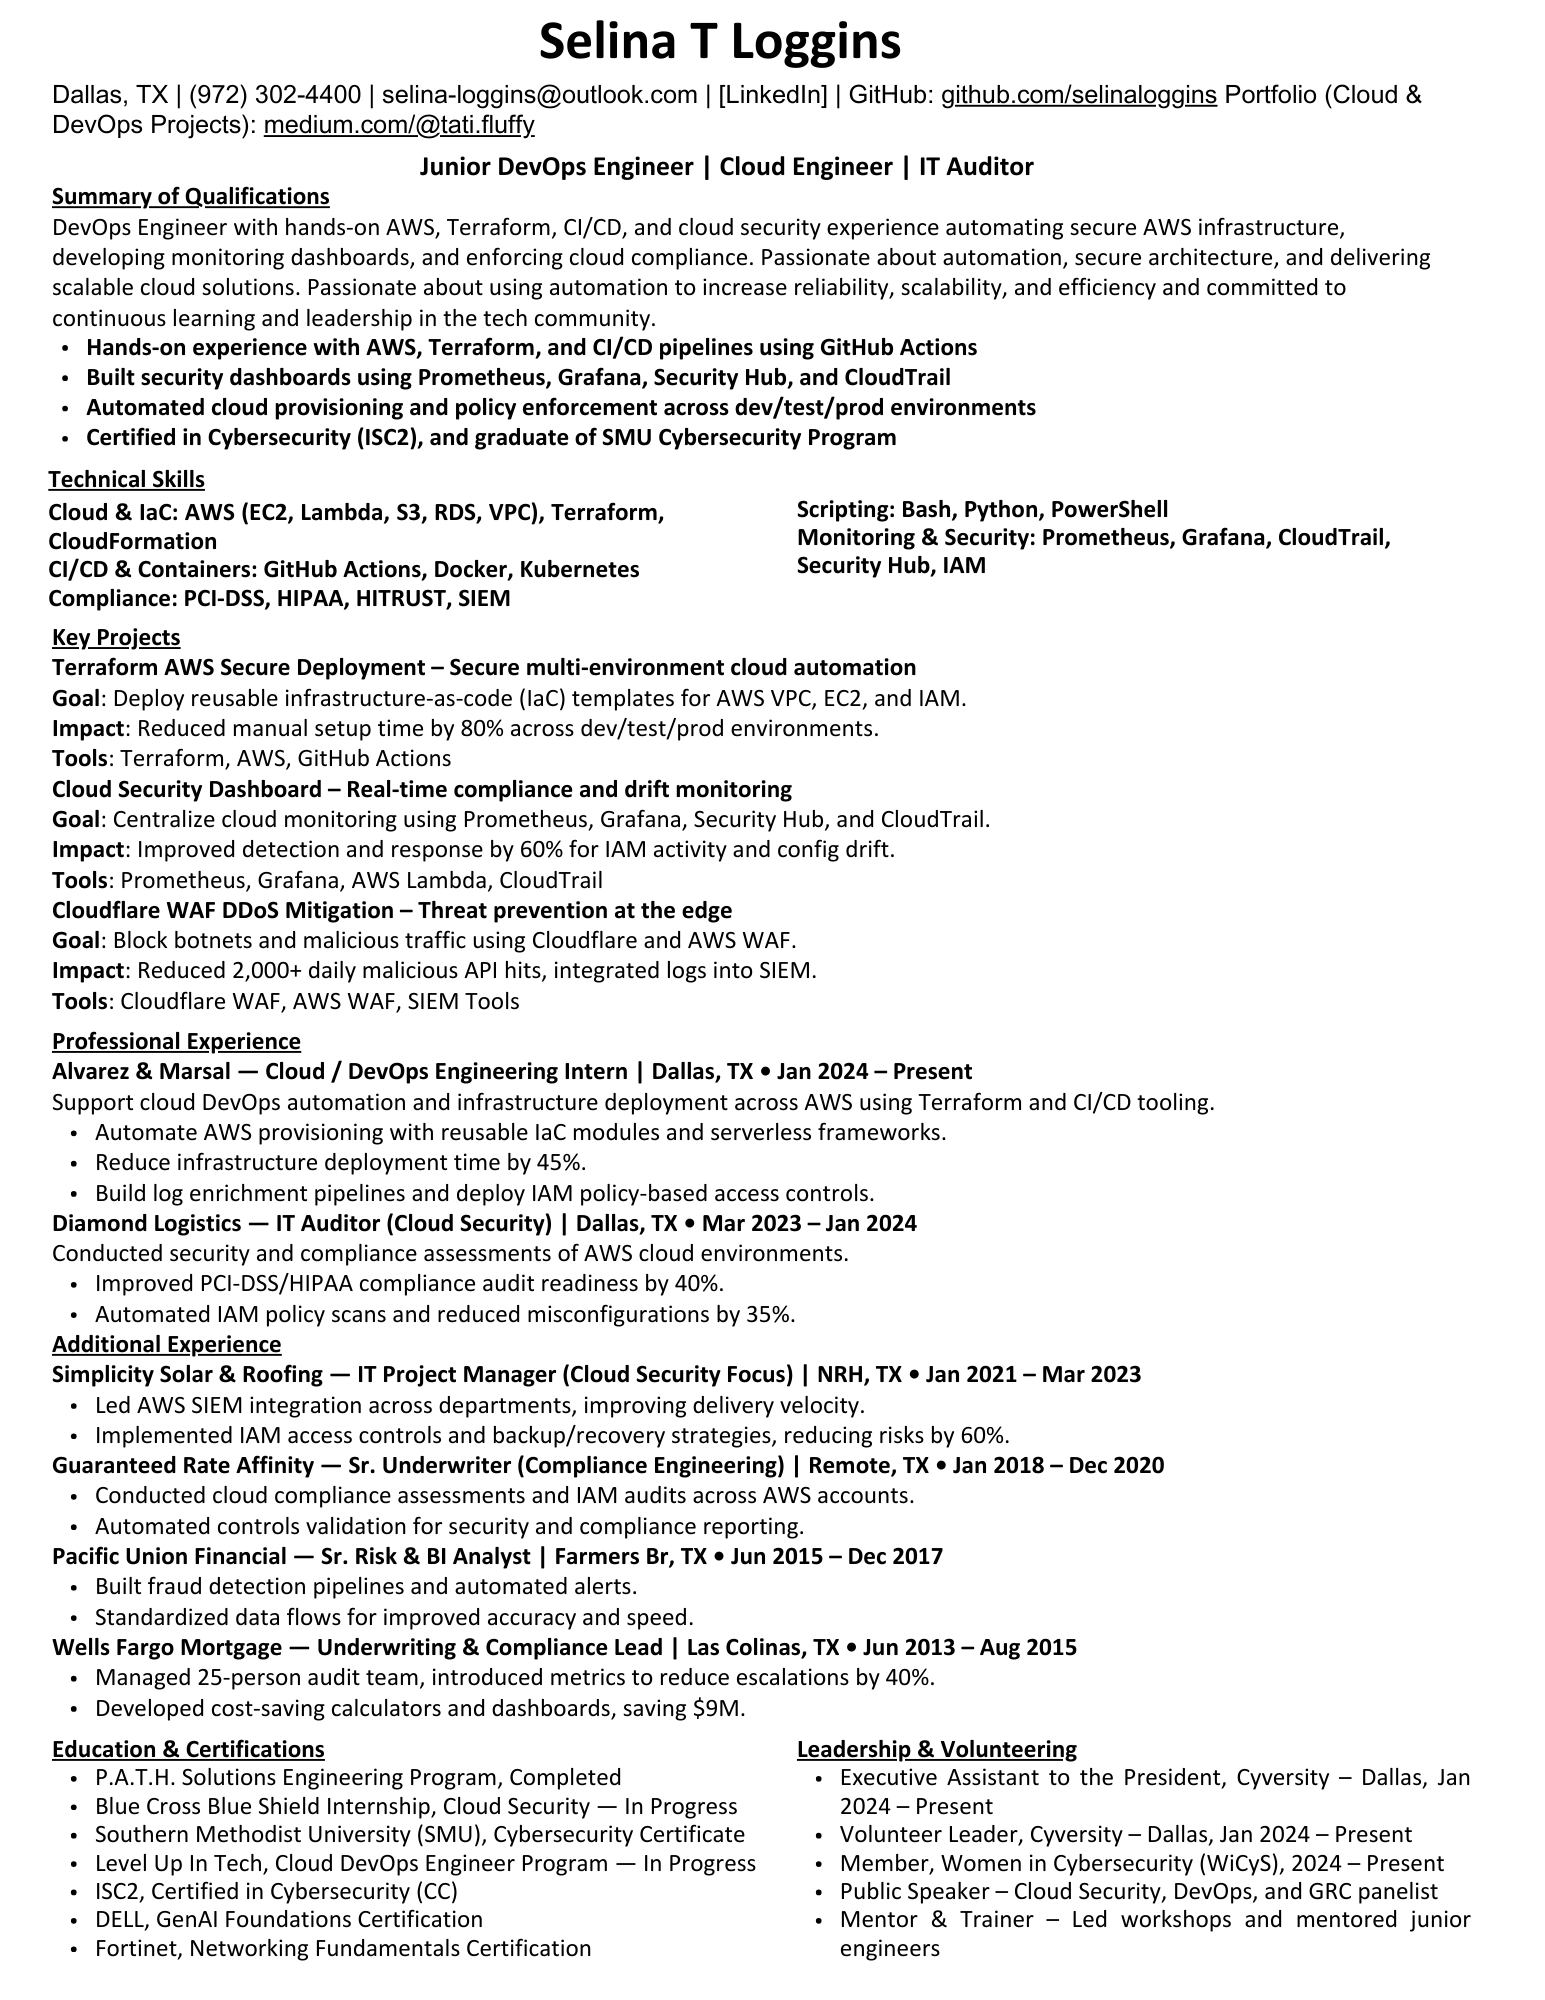 Selina T Loggins
Dallas, TX | (972) 302-4400 | selina-loggins@outlook.com | [LinkedIn] | GitHub: github.com/selinaloggins Portfolio (Cloud &
DevOps Projects): medium.com/@tati.fluffy
Junior DevOps Engineer | Cloud Engineer | IT Auditor
Summary of Qualifications
DevOps Engineer with hands-on AWS, Terraform, CI/CD, and cloud security experience automating secure AWS infrastructure,
developing monitoring dashboards, and enforcing cloud compliance. Passionate about automation, secure architecture, and delivering
scalable cloud solutions. Passionate about using automation to increase reliability, scalability, and efficiency and committed to
continuous learning and leadership in the tech community.
• Hands-on experience with AWS, Terraform, and CI/CD pipelines using GitHub Actions
• Built security dashboards using Prometheus, Grafana, Security Hub, and CloudTrail
• Automated cloud provisioning and policy enforcement across dev/test/prod environments
• Certified in Cybersecurity (ISC2), and graduate of SMU Cybersecurity Program
Technical Skills
Cloud & IaC: AWS (EC2, Lambda, S3, RDS, VPC), Terraform,
CloudFormation
CI/CD & Containers: GitHub Actions, Docker, Kubernetes
Compliance: PCI-DSS, HIPAA, HITRUST, SIEM
Scripting: Bash, Python, PowerShell
Monitoring & Security: Prometheus, Grafana, CloudTrail,
Security Hub, IAM
Key Projects
Terraform AWS Secure Deployment – Secure multi-environment cloud automation
Goal: Deploy reusable infrastructure-as-code (IaC) templates for AWS VPC, EC2, and IAM.
Impact: Reduced manual setup time by 80% across dev/test/prod environments.
Tools: Terraform, AWS, GitHub Actions
Cloud Security Dashboard – Real-time compliance and drift monitoring
Goal: Centralize cloud monitoring using Prometheus, Grafana, Security Hub, and CloudTrail.
Impact: Improved detection and response by 60% for IAM activity and config drift.
Tools: Prometheus, Grafana, AWS Lambda, CloudTrail
Cloudflare WAF DDoS Mitigation – Threat prevention at the edge
Goal: Block botnets and malicious traffic using Cloudflare and AWS WAF.
Impact: Reduced 2,000+ daily malicious API hits, integrated logs into SIEM.
Tools: Cloudflare WAF, AWS WAF, SIEM Tools
Professional Experience
Alvarez & Marsal — Cloud / DevOps Engineering Intern | Dallas, TX • Jan 2024 – Present
Support cloud DevOps automation and infrastructure deployment across AWS using Terraform and CI/CD tooling.
• Automate AWS provisioning with reusable IaC modules and serverless frameworks.
• Reduce infrastructure deployment time by 45%.
• Build log enrichment pipelines and deploy IAM policy-based access controls.
Diamond Logistics — IT Auditor (Cloud Security) | Dallas, TX • Mar 2023 – Jan 2024
Conducted security and compliance assessments of AWS cloud environments.
• Improved PCI-DSS/HIPAA compliance audit readiness by 40%.
• Automated IAM policy scans and reduced misconfigurations by 35%.
Additional Experience
Simplicity Solar & Roofing — IT Project Manager (Cloud Security Focus) | NRH, TX • Jan 2021 – Mar 2023
• Led AWS SIEM integration across departments, improving delivery velocity.
• Implemented IAM access controls and backup/recovery strategies, reducing risks by 60%.
Guaranteed Rate Affinity — Sr. Underwriter (Compliance Engineering) | Remote, TX • Jan 2018 – Dec 2020
• Conducted cloud compliance assessments and IAM audits across AWS accounts.
• Automated controls validation for security and compliance reporting.
Pacific Union Financial — Sr. Risk & BI Analyst | Farmers Br, TX • Jun 2015 – Dec 2017
• Built fraud detection pipelines and automated alerts.
• Standardized data flows for improved accuracy and speed.
Wells Fargo Mortgage — Underwriting & Compliance Lead | Las Colinas, TX • Jun 2013 – Aug 2015
• Managed 25-person audit team, introduced metrics to reduce escalations by 40%.
• Developed cost-saving calculators and dashboards, saving $9M.
Education & Certifications
• P.A.T.H. Solutions Engineering Program, Completed
• Blue Cross Blue Shield Internship, Cloud Security — In Progress
• Southern Methodist University (SMU), Cybersecurity Certificate
• Level Up In Tech, Cloud DevOps Engineer Program — In Progress
• ISC2, Certified in Cybersecurity (CC)
• DELL, GenAI Foundations Certification
• Fortinet, Networking Fundamentals Certification
Leadership & Volunteering
• Executive Assistant to the President, Cyversity – Dallas, Jan
2024 – Present
• Volunteer Leader, Cyversity – Dallas, Jan 2024 – Present
• Member, Women in Cybersecurity (WiCyS), 2024 – Present
• Public Speaker – Cloud Security, DevOps, and GRC panelist
• Mentor & Trainer – Led workshops and mentored junior
engineers